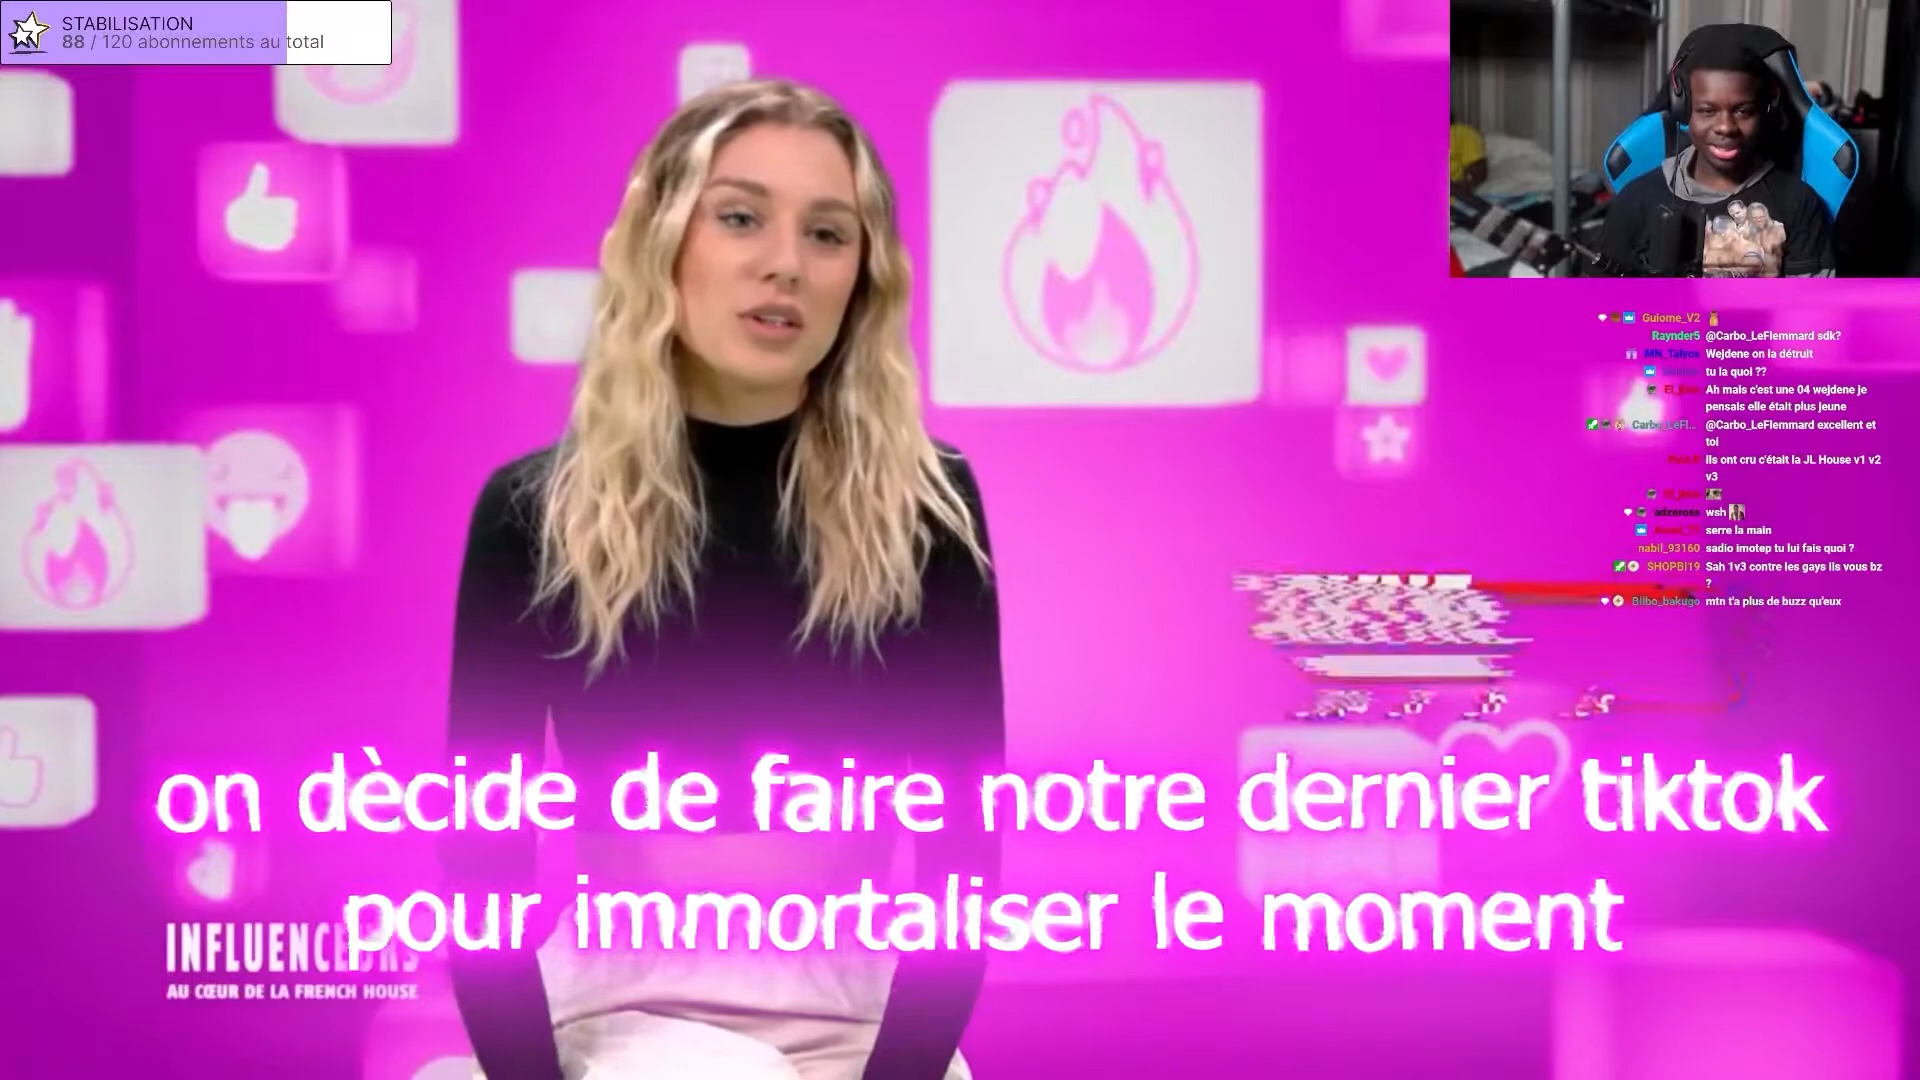 STABILISATION
88 / 120 abonnements au total
Guiome_V2
Raynder5 @Carbo_LeFlemmard sdk?
MN_Talyos Wejdene on la détruit
tu la quoi ??
Ah mais c'est une 04 wejdene je
pensais elle était plus jeune
Carbo_LeFl... @Carbo_LeFlemmard excellent et
toi
Ils ont cru c'était la JL House v1 v2
v3
adzeross wsh
serre la main
nabil_93160 sadio imotep tu lui fais quoi ?
SHOPBI19 Sah 1v3 contre les gays ils vous bz
?
Bilbo_bakugo mtn t'a plus de buzz qu'eux
on dècide de faire notre dernier tiktok
pour immortaliser le moment
INFLUENCEURS
AU CŒUR DE LA FRENCH HOUSE